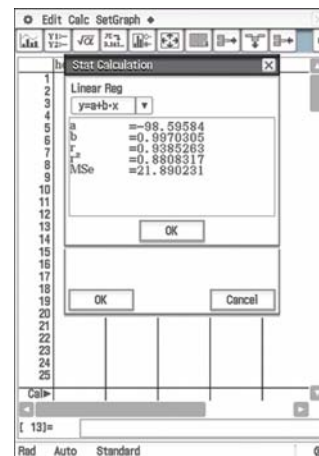 Edit Calc SetGraph
Stat Calculation
Linear Reg
y=a+b·x
a =-98.59584
b =0.9970305
r =0.9385263
r² =0.8808317
MSe =21.890231
OK
OK Cancel
1
2
3
4
5
6
7
8
9
10
11
12
13
14
15
16
17
18
19
20
21
22
23
24
25
Cal
[ 13]=
Rad Auto Standard